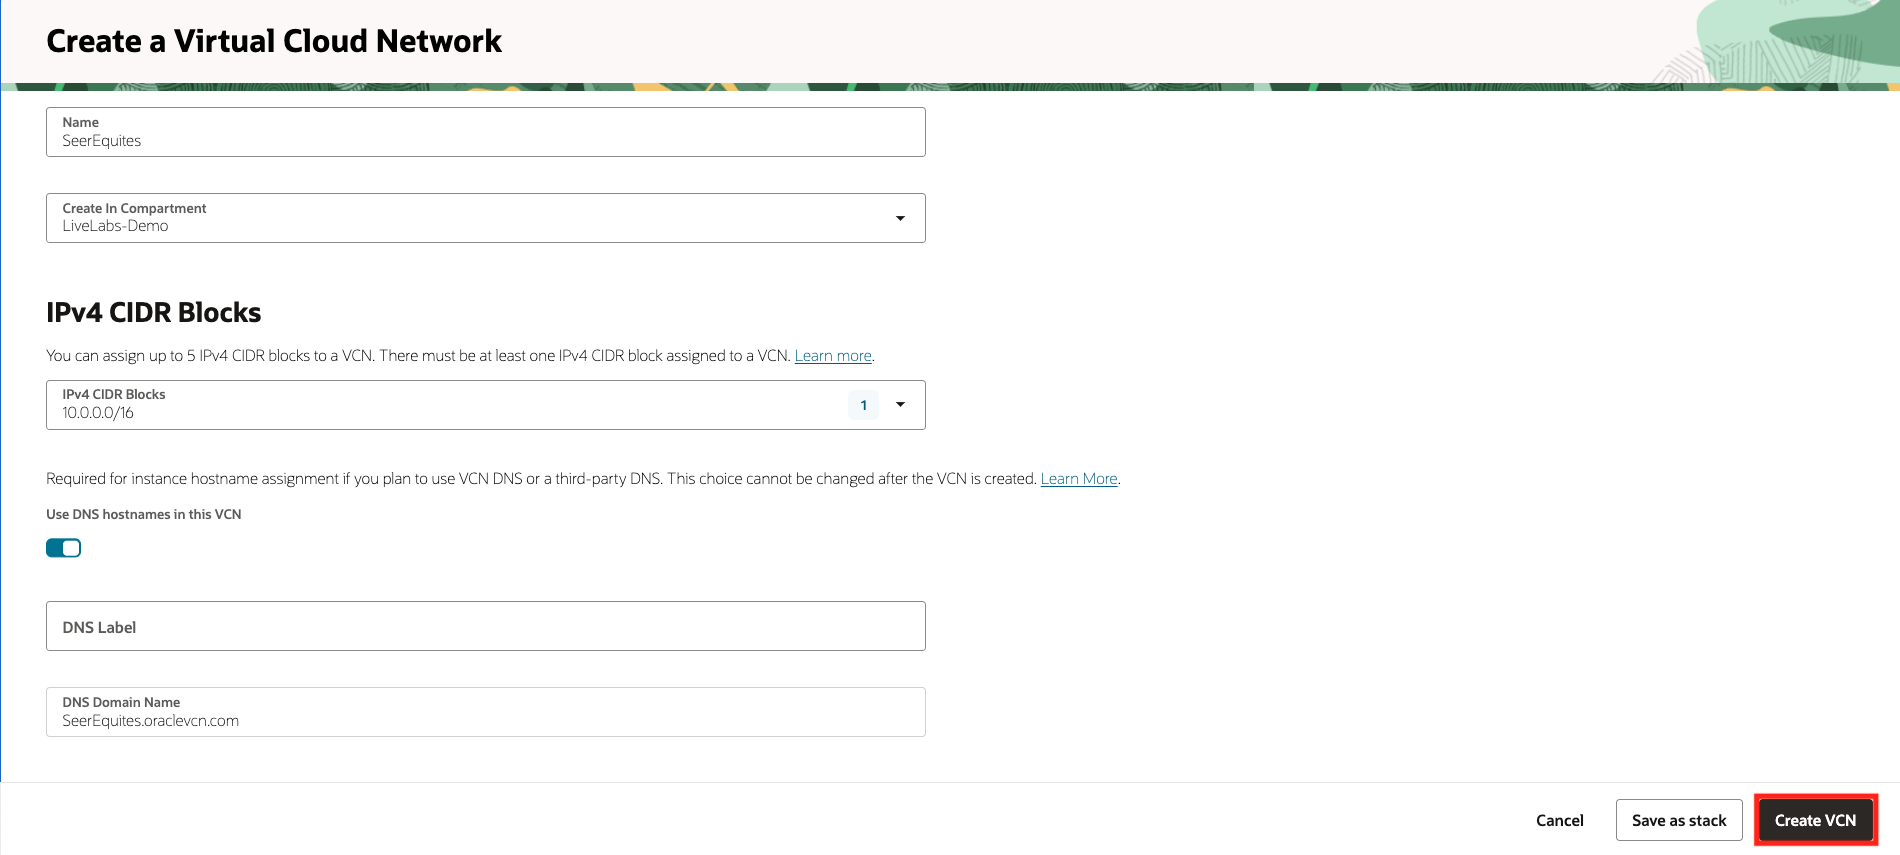 Create a Virtual Cloud Network
Name
SeerEquites
Create In Compartment
LiveLabs-Demo
IPv4 CIDR Blocks
You can assign up to 5 IPv4 CIDR blocks to a VCN. There must be at least one IPv4 CIDR block assigned to a VCN. Learn more.
IPv4 CIDR Blocks
10.0.0.0/16
1
Required for instance hostname assignment if you plan to use VCN DNS or a third-party DNS. This choice cannot be changed after the VCN is created. Learn More.
Use DNS hostnames in this VCN
DNS Label
DNS Domain Name
SeerEquites.oraclevcn.com
Cancel
Save as stack
Create VCN